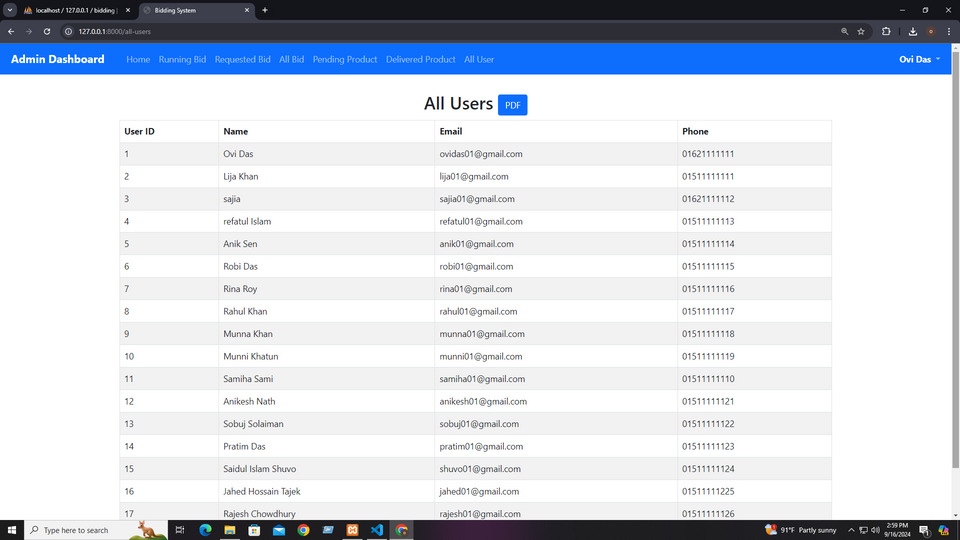 localhost / 127.0.0.1 / bidding |
Bidding System
127.0.0.1:8000/all-users
Admin Dashboard Home Running Bid Requested Bid All Bid Pending Product Delivered Product All User Ovi Das
All Users PDF
User ID Name Email Phone
1 Ovi Das ovidas01@gmail.com 01621111111
2 Lija Khan lija01@gmail.com 01511111111
3 sajia sajia01@gmail.com 01621111112
4 refatul Islam refatul01@gmail.com 01511111113
5 Anik Sen anik01@gmail.com 01511111114
6 Robi Das robi01@gmail.com 01511111115
7 Rina Roy rina01@gmail.com 01511111116
8 Rahul Khan rahul01@gmail.com 01511111117
9 Munna Khan munna01@gmail.com 01511111118
10 Munni Khatun munni01@gmail.com 01511111119
11 Samiha Sami samiha01@gmail.com 01511111110
12 Anikesh Nath anikesh01@gmail.com 01511111121
13 Sobuj Solaiman sobuj01@gmail.com 01511111122
14 Pratim Das pratim01@gmail.com 01511111123
15 Saidul Islam Shuvo shuvo01@gmail.com 01511111124
16 Jahed Hossain Tajek jahed01@gmail.com 01511111225
17 Rajesh Chowdhury rajesh01@gmail.com 01511111126
Type here to search
91°F Partly sunny
2:59 PM
9/16/2024